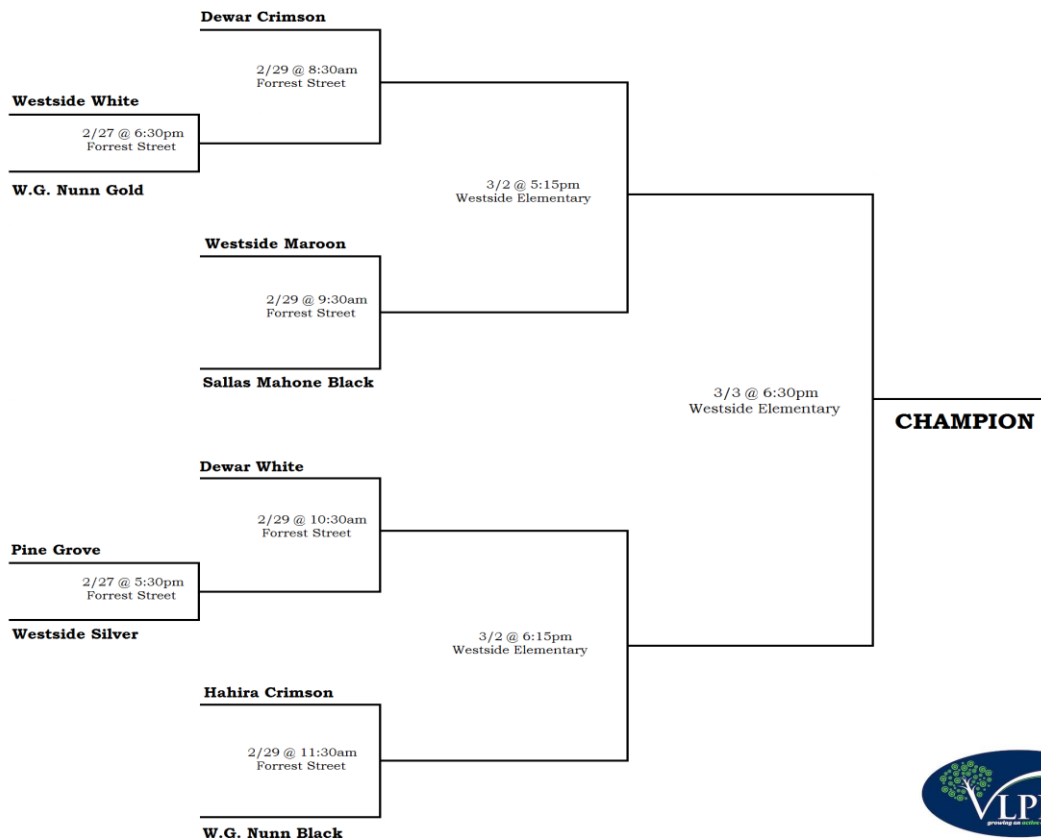 Dewar Crimson
2/29 @ 8:30am
Forrest Street
Westside White
2/27 @ 6:30pm
Forrest Street
W.G. Nunn Gold
3/2 @ 5:15pm
Westside Elementary
Westside Maroon
2/29 @ 9:30am
Forrest Street
Sallas Mahone Black
3/3 @ 6:30pm
Westside Elementary
CHAMPION
Dewar White
2/29 @ 10:30am
Forrest Street
Pine Grove
2/27 @ 5:30pm
Forrest Street
Westside Silver
3/2 @ 6:15pm
Westside Elementary
Hahira Crimson
2/29 @ 11:30am
Forrest Street
W.G. Nunn Black
VLP
growing an active